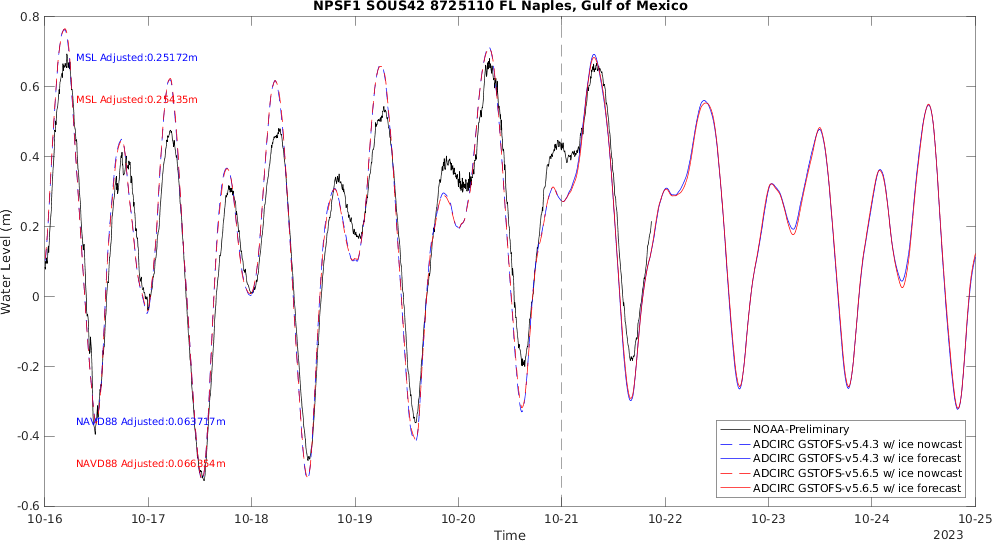 NPSF1 SOUS42 8725110 FL Naples, Gulf of Mexico
0.8
0.6
0.4
0.2
0
-0.2
-0.4
-0.6
Water Level (m)
MSL Adjusted:0.25172m
MSL Adjusted:0.25435m
NAVD88 Adjusted:0.063717m
NAVD88 Adjusted:0.066354m
NOAA-Preliminary
ADCIRC GSTOFS-v5.4.3 w/ ice nowcast
ADCIRC GSTOFS-v5.4.3 w/ ice forecast
ADCIRC GSTOFS-v5.6.5 w/ ice nowcast
ADCIRC GSTOFS-v5.6.5 w/ ice forecast
10-16 10-17 10-18 10-19 10-20 10-21 10-22 10-23 10-24 10-25
Time
2023